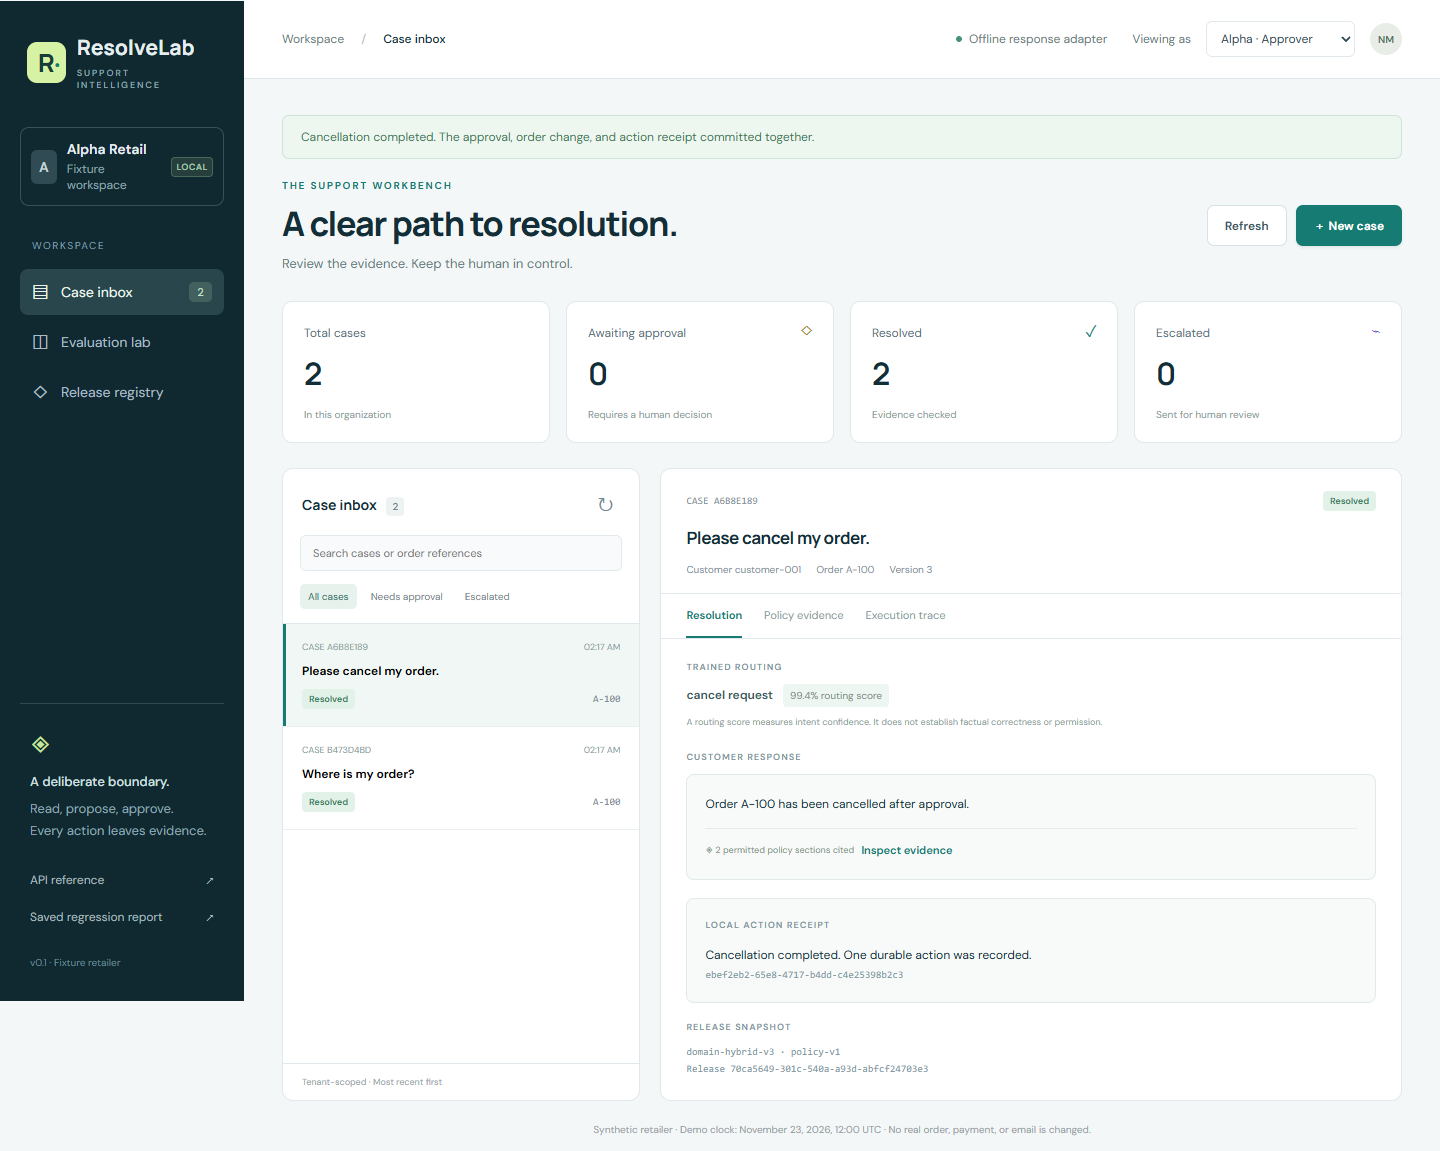 R.
ResolveLab
SUPPORT
INTELLIGENCE
A
Alpha Retail
Fixture
workspace
LOCAL
WORKSPACE
Case inbox 2
Evaluation lab
Release registry
A deliberate boundary.
Read, propose, approve.
Every action leaves evidence.
API reference ↗
Saved regression report ↗
v0.1 · Fixture retailer
Workspace / Case inbox
Offline response adapter
Viewing as
Alpha · Approver
NM
Cancellation completed. The approval, order change, and action receipt committed together.
THE SUPPORT WORKBENCH
A clear path to resolution.
Review the evidence. Keep the human in control.
Refresh
+ New case
Total cases
2
In this organization
Awaiting approval
0
Requires a human decision
Resolved
2
Evidence checked
Escalated
0
Sent for human review
Case inbox 2
Search cases or order references
All cases Needs approval Escalated
CASE A6B8E189 02:17 AM
Please cancel my order.
Resolved A-100
CASE B473D4BD 02:17 AM
Where is my order?
Resolved A-100
Tenant-scoped · Most recent first
CASE A6B8E189 Resolved
Please cancel my order.
Customer customer-001 Order A-100 Version 3
Resolution Policy evidence Execution trace
TRAINED ROUTING
cancel request 99.4% routing score
A routing score measures intent confidence. It does not establish factual correctness or permission.
CUSTOMER RESPONSE
Order A-100 has been cancelled after approval.
2 permitted policy sections cited Inspect evidence
LOCAL ACTION RECEIPT
Cancellation completed. One durable action was recorded.
ebef2eb2-65e8-4717-b4dd-c4e25398b2c3
RELEASE SNAPSHOT
domain-hybrid-v3 · policy-v1
Release 70ca5649-301c-540a-a93d-abfcf24703e3
Synthetic retailer · Demo clock: November 23, 2026, 12:00 UTC · No real order, payment, or email is changed.